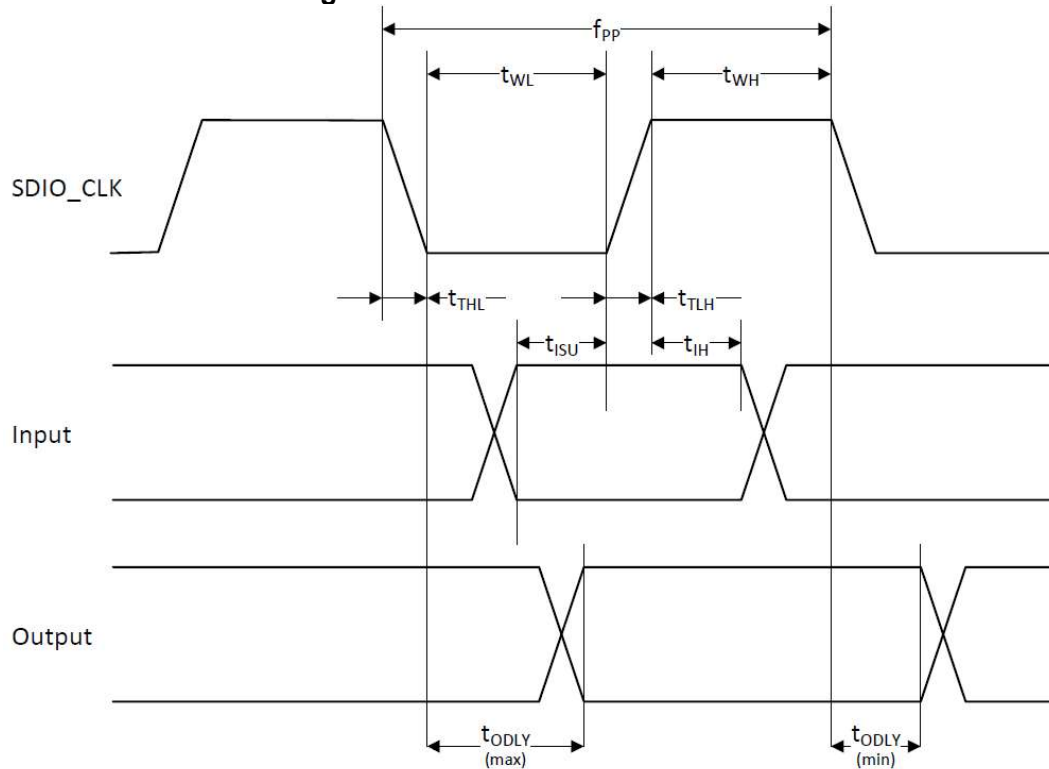 fPP
tWL
tWH
SDIO_CLK
tTHL
tTLH
tISU
tIH
Input
Output
tODLY
(max)
tODLY
(min)